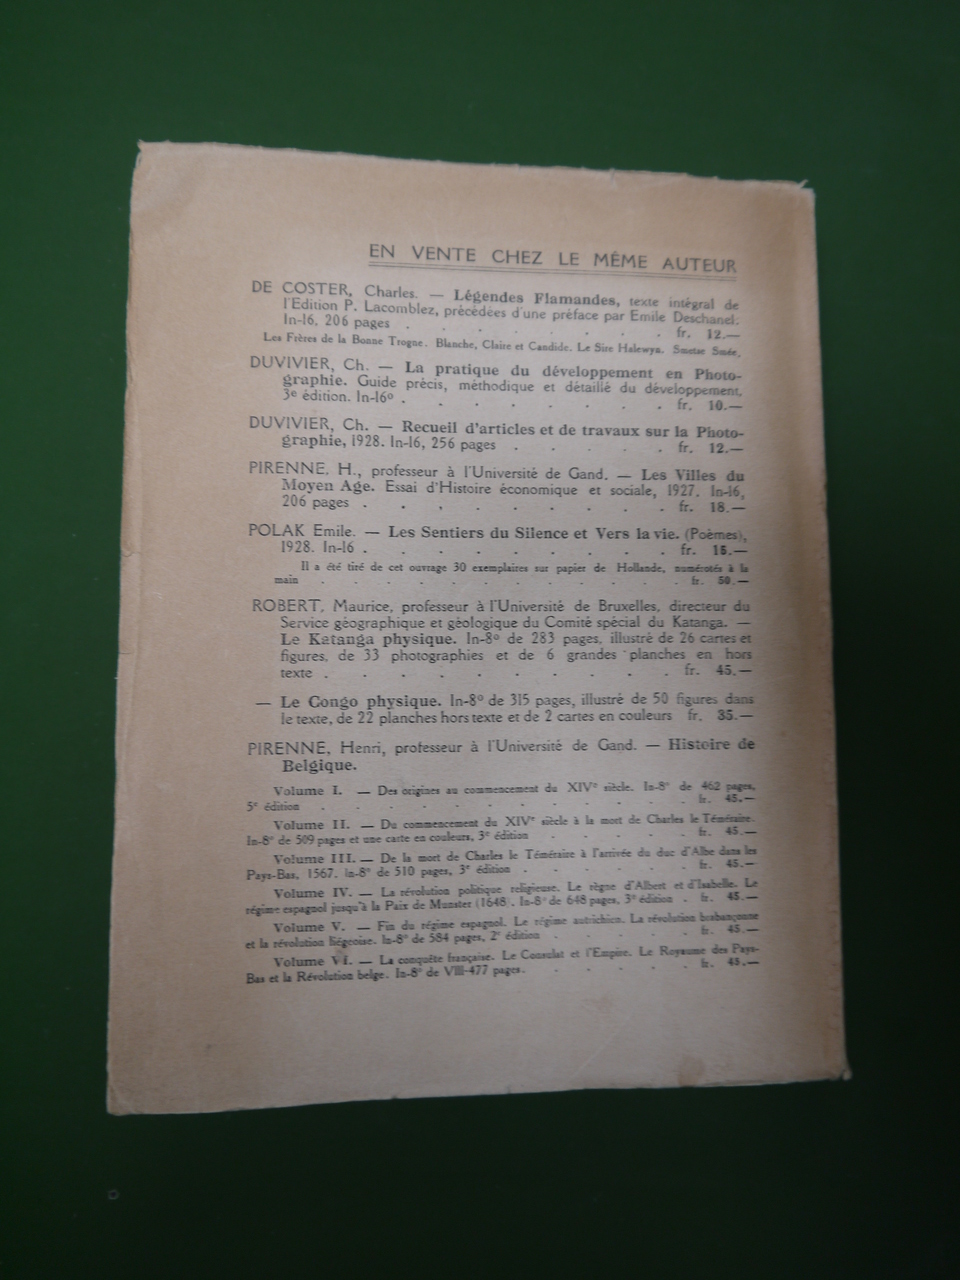 EN VENTE CHEZ LE MÊME AUTEUR
DE COSTER, Charles. — Légendes Flamandes, texte intégral de
l'Edition P. Lacomblez, précédées d'une préface par Emile Deschanel.
In-16, 206 pages . . . . . . . fr. 12.—
Les Frères de la Bonne Trogne. Blanche, Claire et Candide. Le Sire Halewyn. Smetse Smée.
DUVIVIER, Ch. — La pratique du développement en Photo-
graphie. Guide précis, méthodique et détaillé du développement,
3e édition. In-16o . . . . . . . fr. 10.—
DUVIVIER, Ch. — Recueil d'articles et de travaux sur la Photo-
graphie, 1928. In-16, 256 pages . . . . fr. 12.—
PIRENNE, H., professeur à l'Université de Gand. — Les Villes du
Moyen Age. Essai d'Histoire économique et sociale, 1927. In-16,
206 pages . . . . . . . . . fr. 18.—
POLAK Emile. — Les Sentiers du Silence et Vers la vie. (Poèmes),
1928. In-16 . . . . . . . . . fr. 15.—
Il a été tiré de cet ouvrage 30 exemplaires sur papier de Hollande, numérotés à la
main . . . . . . . . . . fr. 50.—
ROBERT, Maurice, professeur à l'Université de Bruxelles, directeur du
Service géographique et géologique du Comité spécial du Katanga. —
Le Katanga physique. In-8o de 283 pages, illustré de 26 cartes et
figures, de 33 photographies et de 6 grandes planches en hors
texte . . . . . . . . . . fr. 45.—
— Le Congo physique. In-8o de 315 pages, illustré de 50 figures dans
le texte, de 22 planches hors texte et de 2 cartes en couleurs fr. 35.—
PIRENNE, Henri, professeur à l'Université de Gand. — Histoire de
Belgique.
Volume I. — Des origines au commencement du XIVe siècle. In-8o de 462 pages,
5e édition . . . . . . . . . . fr. 45.—
Volume II. — Du commencement du XIVe siècle à la mort de Charles le Téméraire.
In-8o de 509 pages et une carte en couleurs, 3e édition . . . . . fr. 45.—
Volume III. — De la mort de Charles le Téméraire à l'arrivée du duc d'Albe dans les
Pays-Bas, 1567. In-8o de 510 pages, 3e édition . . . . . fr. 45.—
Volume IV. — La révolution politique religieuse. Le règne d'Albert et d'Isabelle. Le
régime espagnol jusqu'à la Paix de Munster (1648 . In-8o de 648 pages, 3e édition . fr. 45.—
Volume V. — Fin du régime espagnol. Le régime autrichien. La révolution brabançonne
et la révolution liégeoise. In-8o de 584 pages, 2e édition . . . . . fr. 45.—
Volume VI. — La conquête française. Le Consulat et l'Empire. Le Royaume des Pays-
Bas et la Révolution belge. In-8o de VIII-477 pages. . . . . . fr. 45.—